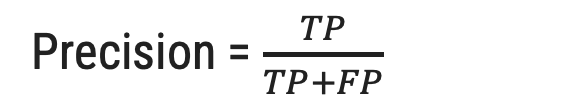 Precision = TP / TP+FP